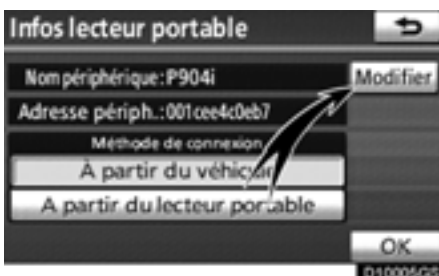 Infos lecteur portable
Nom périphérique:P904i
Modifier
Adresse périph.:001cee4c0eb7
Méthode de connexion
À partir du véhicule
A partir du lecteur portable
OK